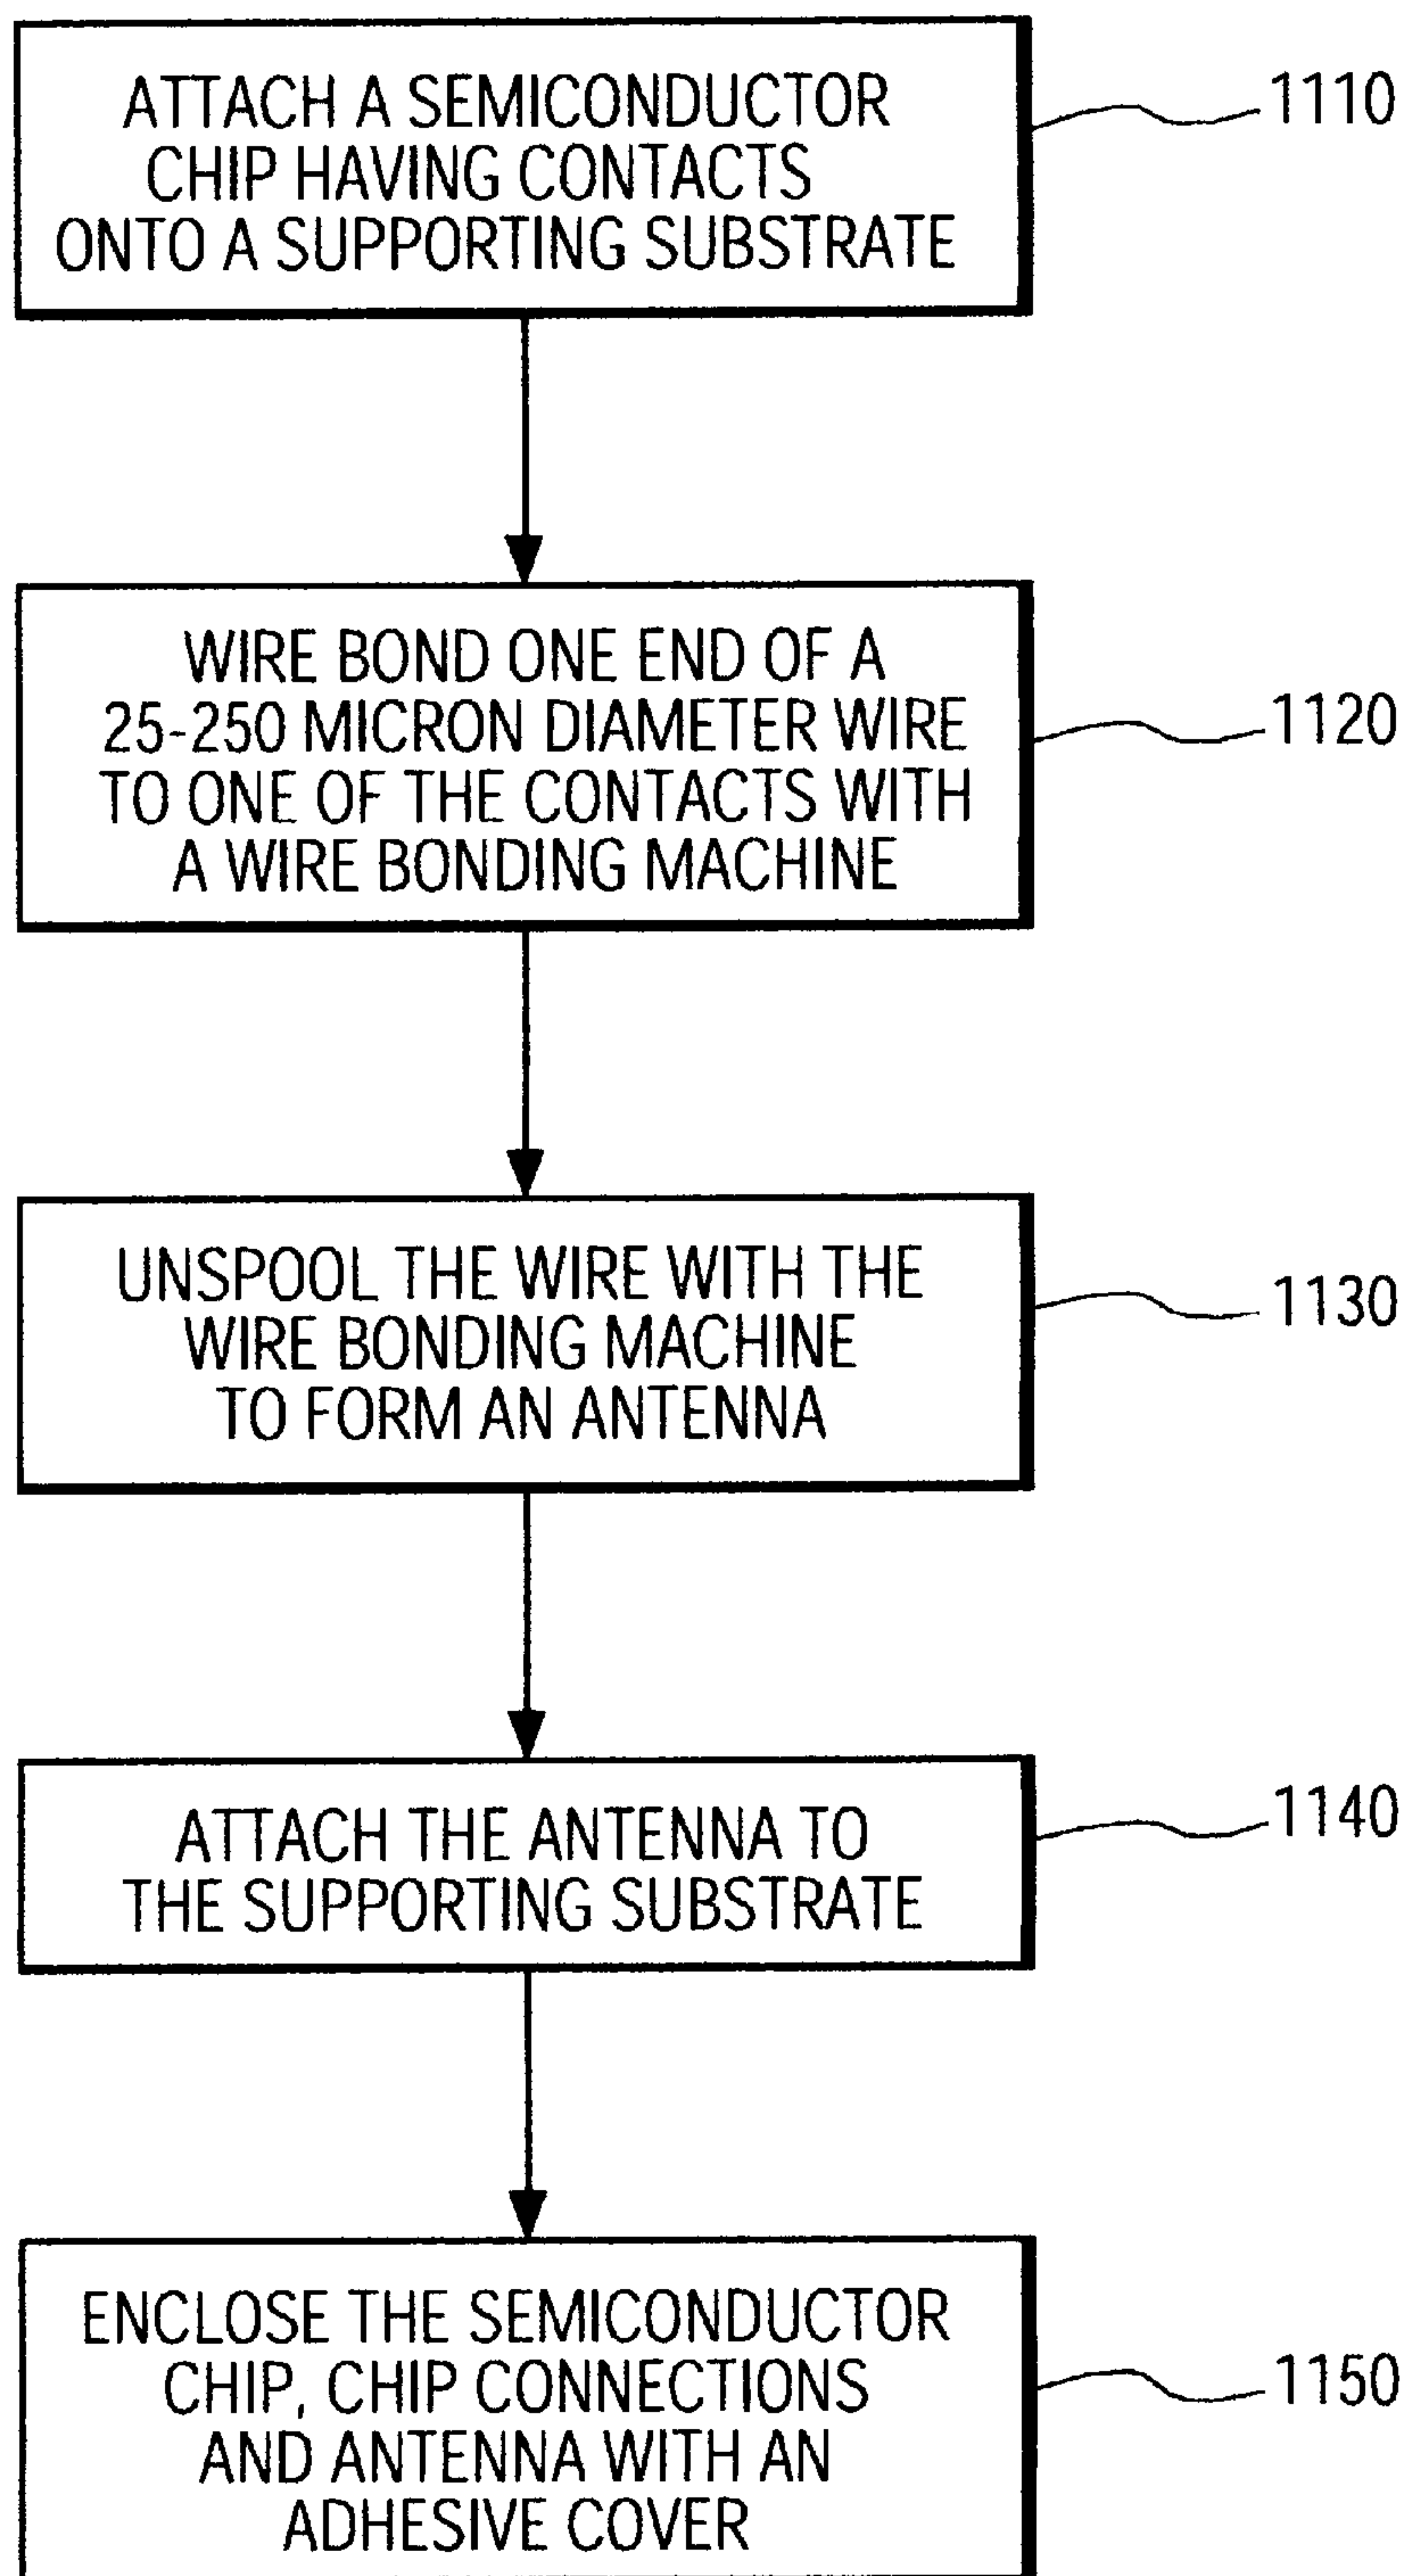 ATTACH A SEMICONDUCTOR
CHIP HAVING CONTACTS
ONTO A SUPPORTING SUBSTRATE
1110
WIRE BOND ONE END OF A
25-250 MICRON DIAMETER WIRE
TO ONE OF THE CONTACTS WITH
A WIRE BONDING MACHINE
1120
UNSPOOL THE WIRE WITH THE
WIRE BONDING MACHINE
TO FORM AN ANTENNA
1130
ATTACH THE ANTENNA TO
THE SUPPORTING SUBSTRATE
1140
ENCLOSE THE SEMICONDUCTOR
CHIP, CHIP CONNECTIONS
AND ANTENNA WITH AN
ADHESIVE COVER
1150